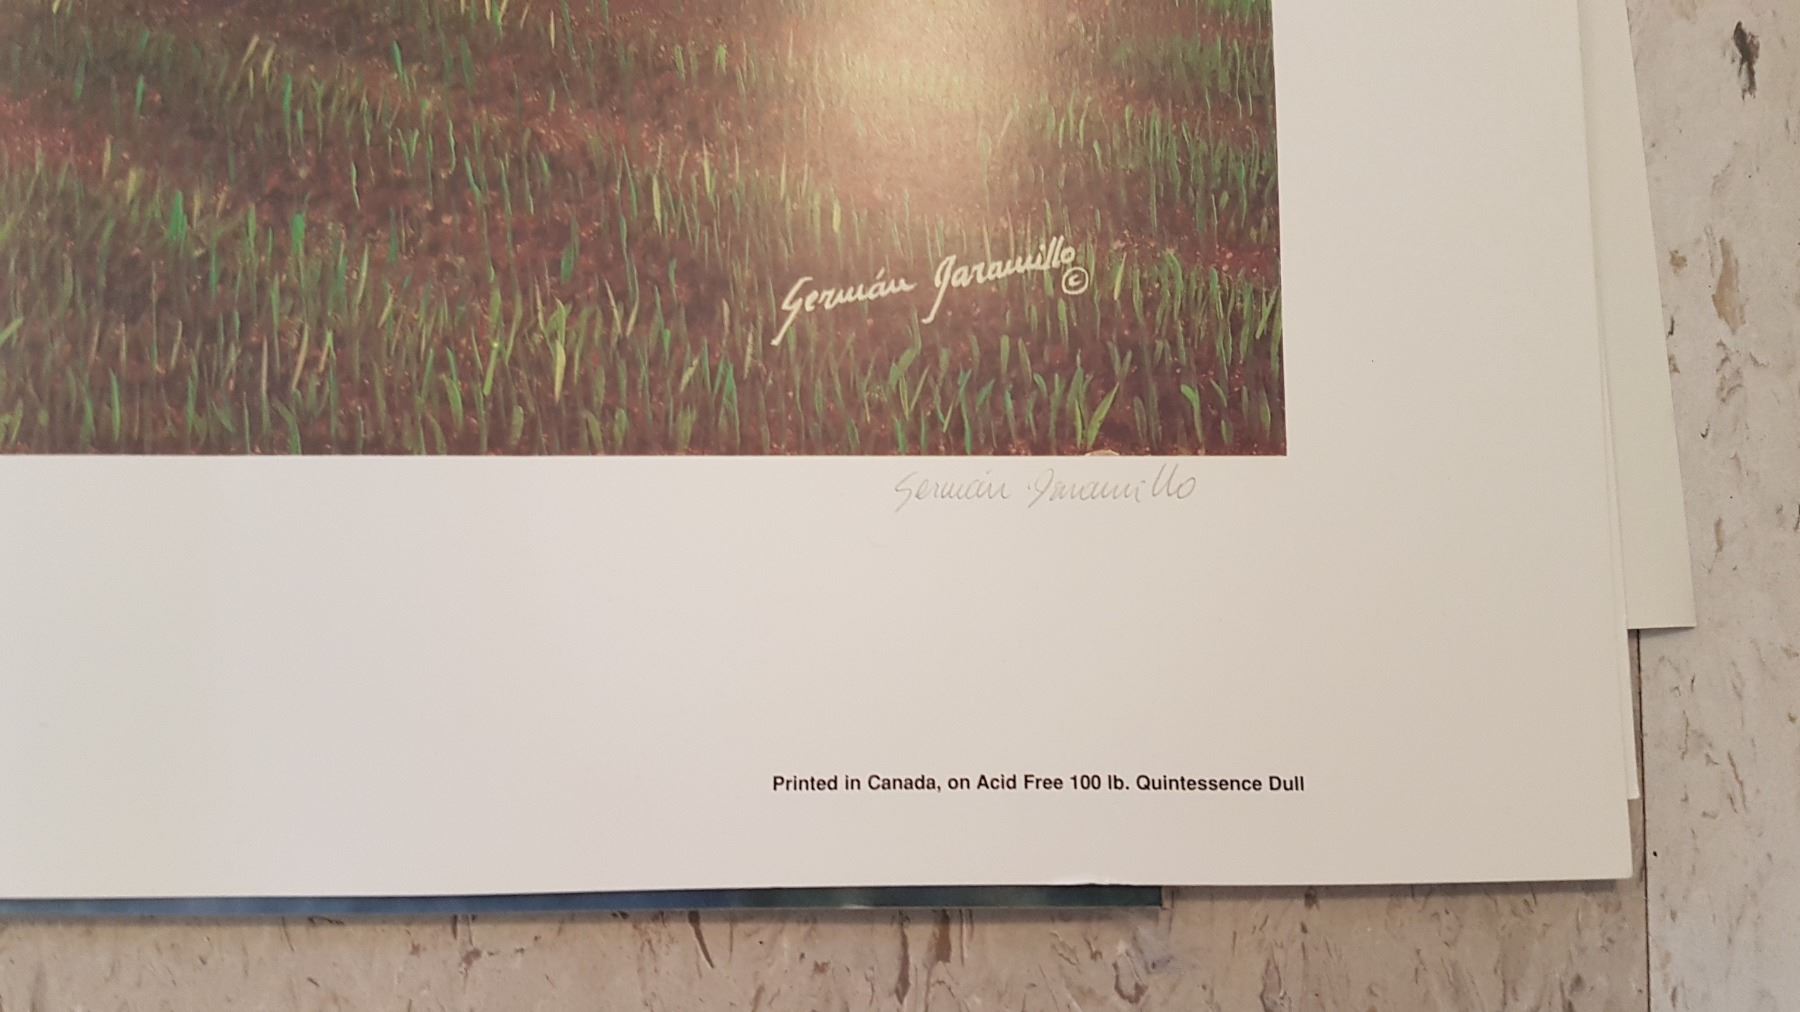 Germán Jaramillo
©
Germán Jaramillo
Printed in Canada, on Acid Free 100 lb. Quintessence Dull